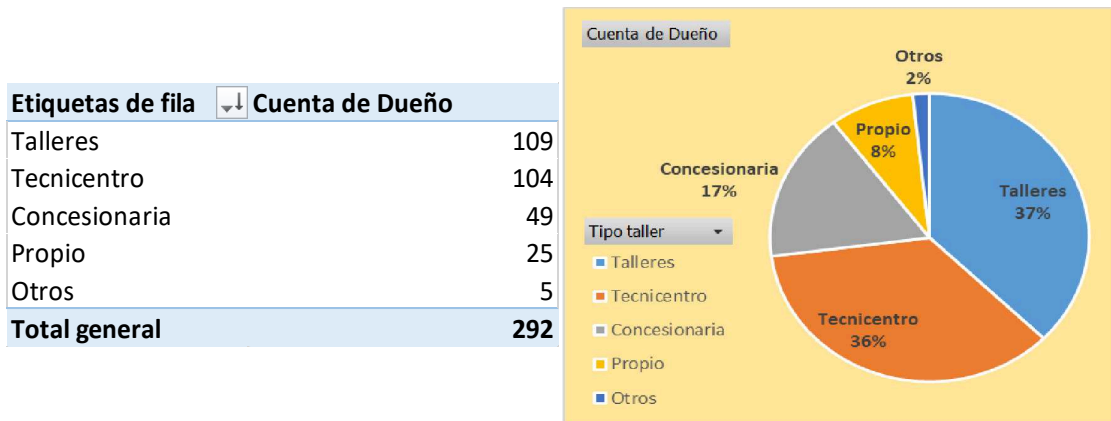 Etiquetas de fila Cuenta de Dueño
Talleres 109
Tecnicentro 104
Concesionaria 49
Propio 25
Otros 5
Total general 292
Cuenta de Dueño
Otros
2%
Propio
8%
Concesionaria
17%
Talleres
37%
Tecnicentro
36%
Tipo taller
Talleres
Tecnicentro
Concesionaria
Propio
Otros